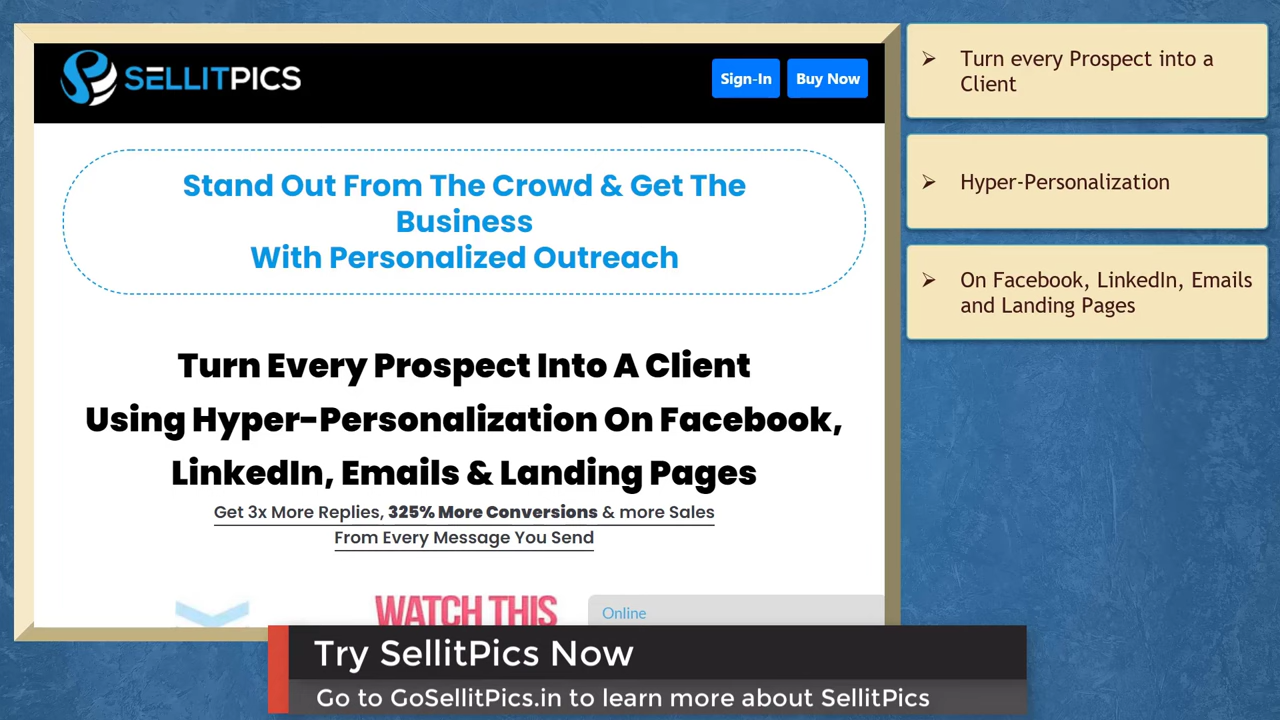 SELLITPICS
Sign-In
Buy Now
Stand Out From The Crowd & Get The
Business
With Personalized Outreach
Turn Every Prospect Into A Client
Using Hyper-Personalization On Facebook,
LinkedIn, Emails & Landing Pages
Get 3x More Replies, 325% More Conversions & more Sales
From Every Message You Send
WATCH THIS
Online
➢ Turn every Prospect into a
Client
➢ Hyper-Personalization
➢ On Facebook, LinkedIn, Emails
and Landing Pages
Try SellitPics Now
Go to GoSellitPics.in to learn more about SellitPics